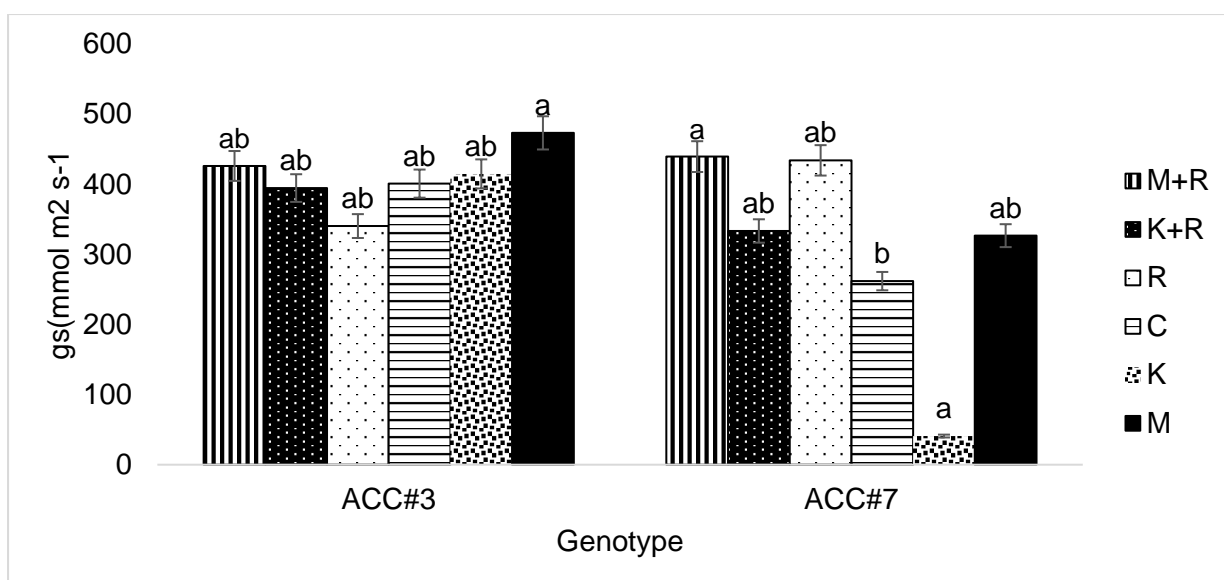 600
500
400
300
200
100
0
gs(mmol m2 s-1
ab
ab
ab
ab
ab
a
a
ab
ab
b
a
ab
ACC#3
ACC#7
Genotype
M+R
K+R
R
C
K
M